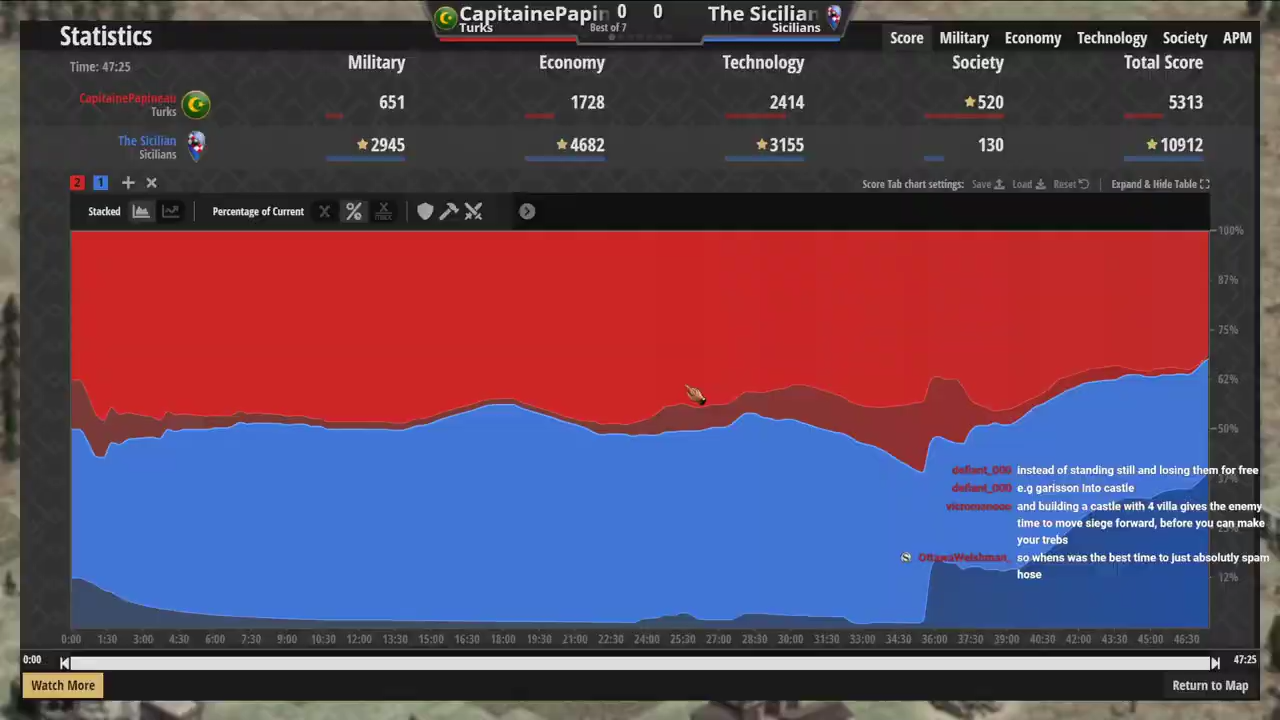 CapitainePapin 0 0 The Sicilian
Turks Best of 7 Sicilians
Statistics
Score Military Economy Technology Society APM
Time: 47:25 Military Economy Technology Society Total Score
CapitainePapineau 651 1728 2414 520 5313
Turks
The Sicilian 2945 4682 3155 130 10912
Sicilians
2 1 Score Tab chart settings: Save Load Reset Expand & Hide Table
Stacked Percentage of Current X % X max
100%
87%
75%
62%
50%
37%
12%
defiant_000 instead of standing still and losing them for free
defiant_000 e.g garisson into castle
and building a castle with 4 villa gives the enemy
time to move siege forward, before you can make
your trebs
OttawaWelshman_ so whens was the best time to just absolutly spam
hose
0:00 1:30 3:00 4:30 6:00 7:30 9:00 10:30 12:00 13:30 15:00 16:30 18:00 19:30 21:00 22:30 24:00 25:30 27:00 28:30 30:00 31:30 33:00 34:30 36:00 37:30 39:00 40:30 42:00 43:30 45:00 46:30
0:00 47:25
Watch More Return to Map